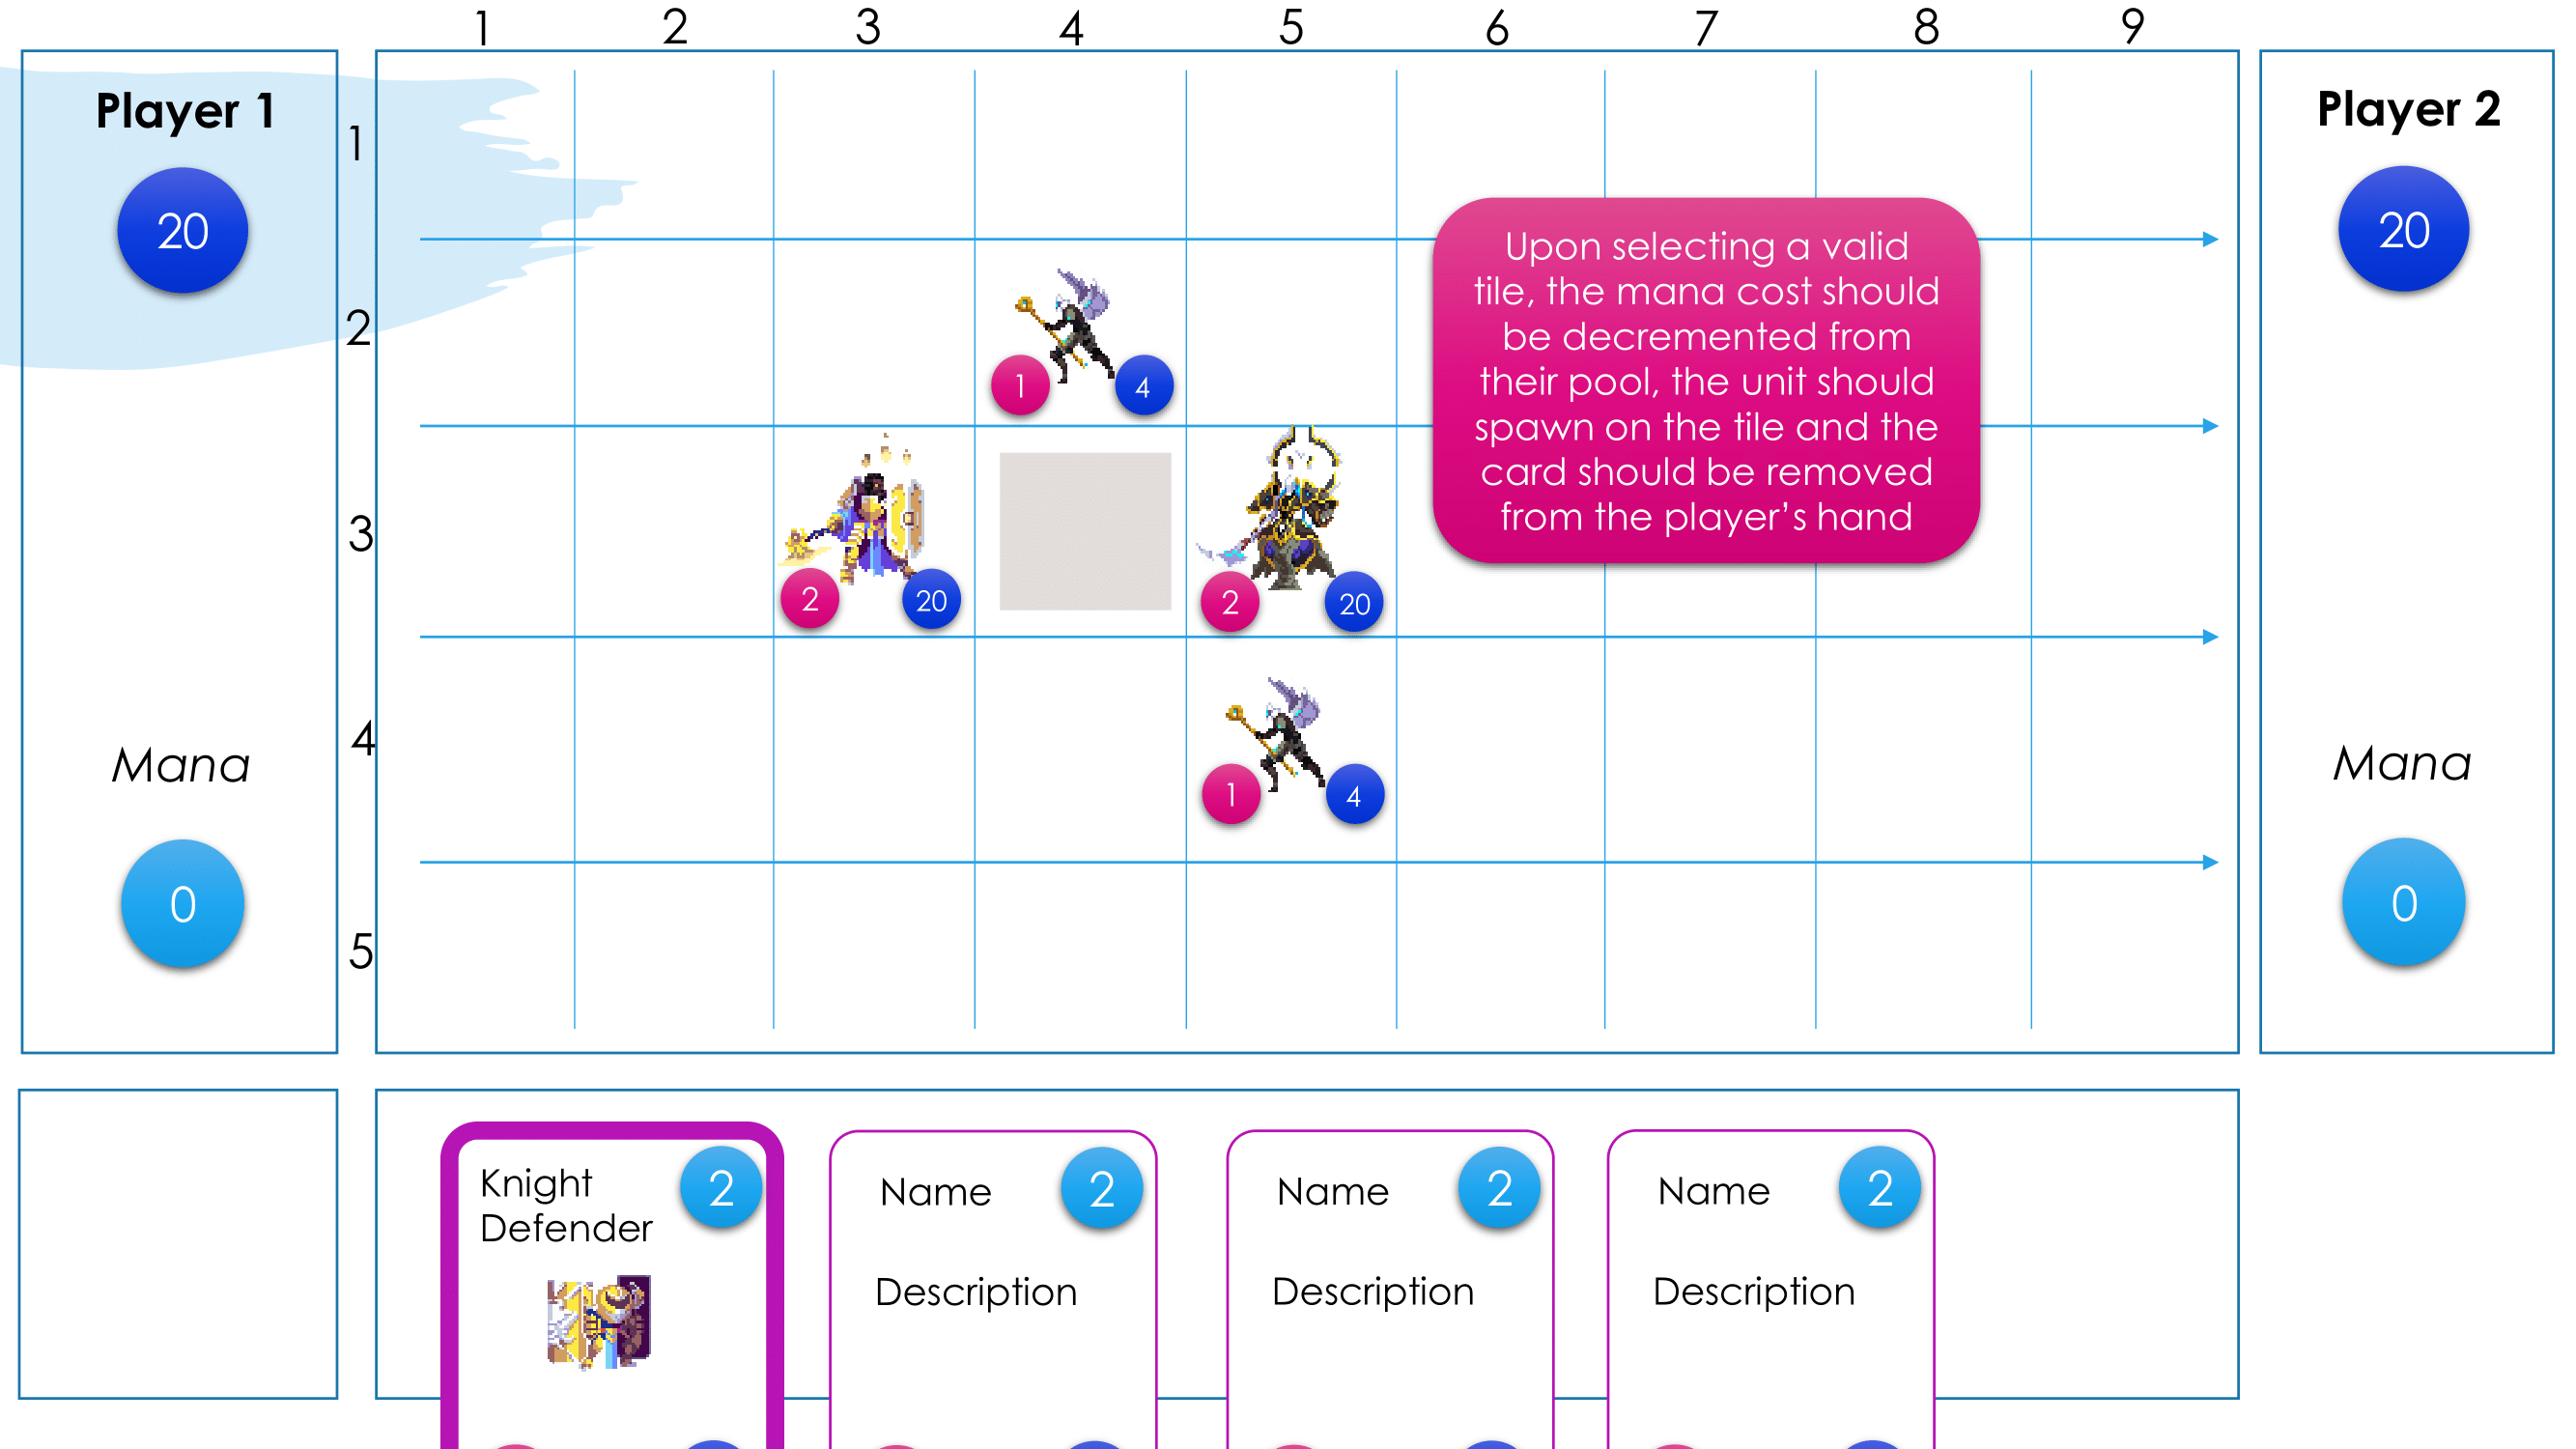 1 2 3 4 5 6 7 8 9
Player 1
20
Mana
0
1
2
3
4
5
1 4
2 20
2 20
1 4
Upon selecting a valid
tile, the mana cost should
be decremented from
their pool, the unit should
spawn on the tile and the
card should be removed
from the player’s hand
Player 2
20
Mana
0
Knight
Defender
2
Name 2
Description
Name 2
Description
Name 2
Description